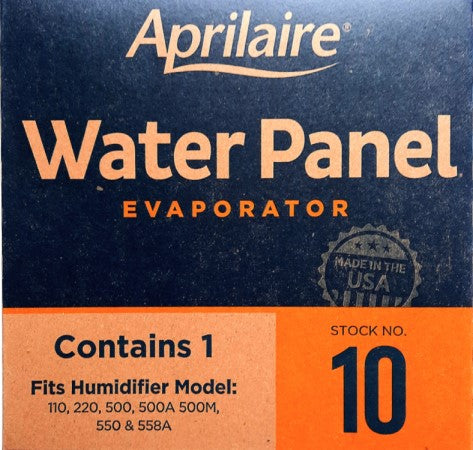 Aprilaire®
Water Panel
EVAPORATOR
MADE IN THE
USA
Contains 1
Fits Humidifier Model:
110, 220, 500, 500A 500M,
550 & 558A
STOCK NO.
10